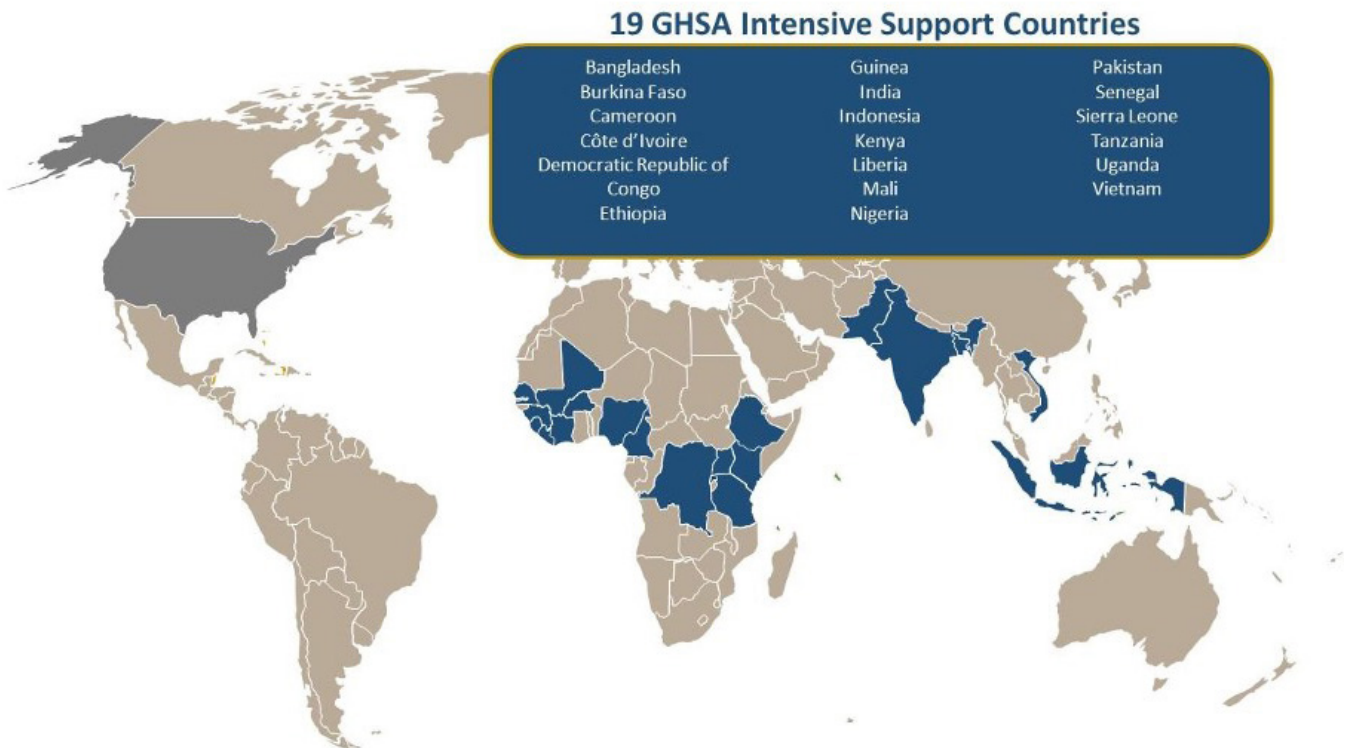 19 GHSA Intensive Support Countries
Bangladesh
Burkina Faso
Cameroon
Côte d'Ivoire
Democratic Republic of
Congo
Ethiopia
Guinea
India
Indonesia
Kenya
Liberia
Mali
Nigeria
Pakistan
Senegal
Sierra Leone
Tanzania
Uganda
Vietnam